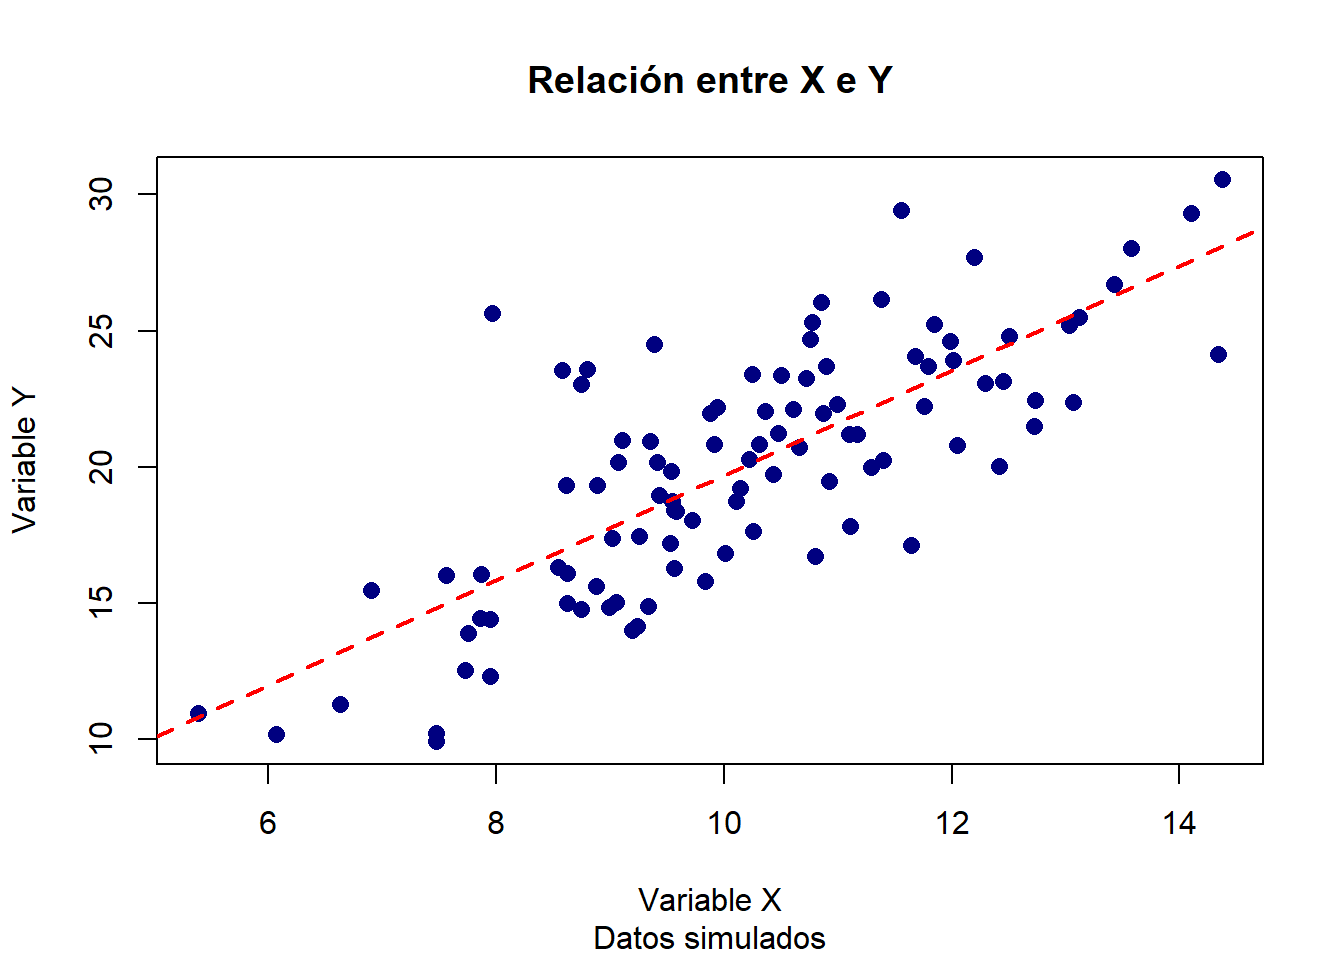 Relación entre X e Y
Variable Y
30
25
20
15
10
6 8 10 12 14
Variable X
Datos simulados